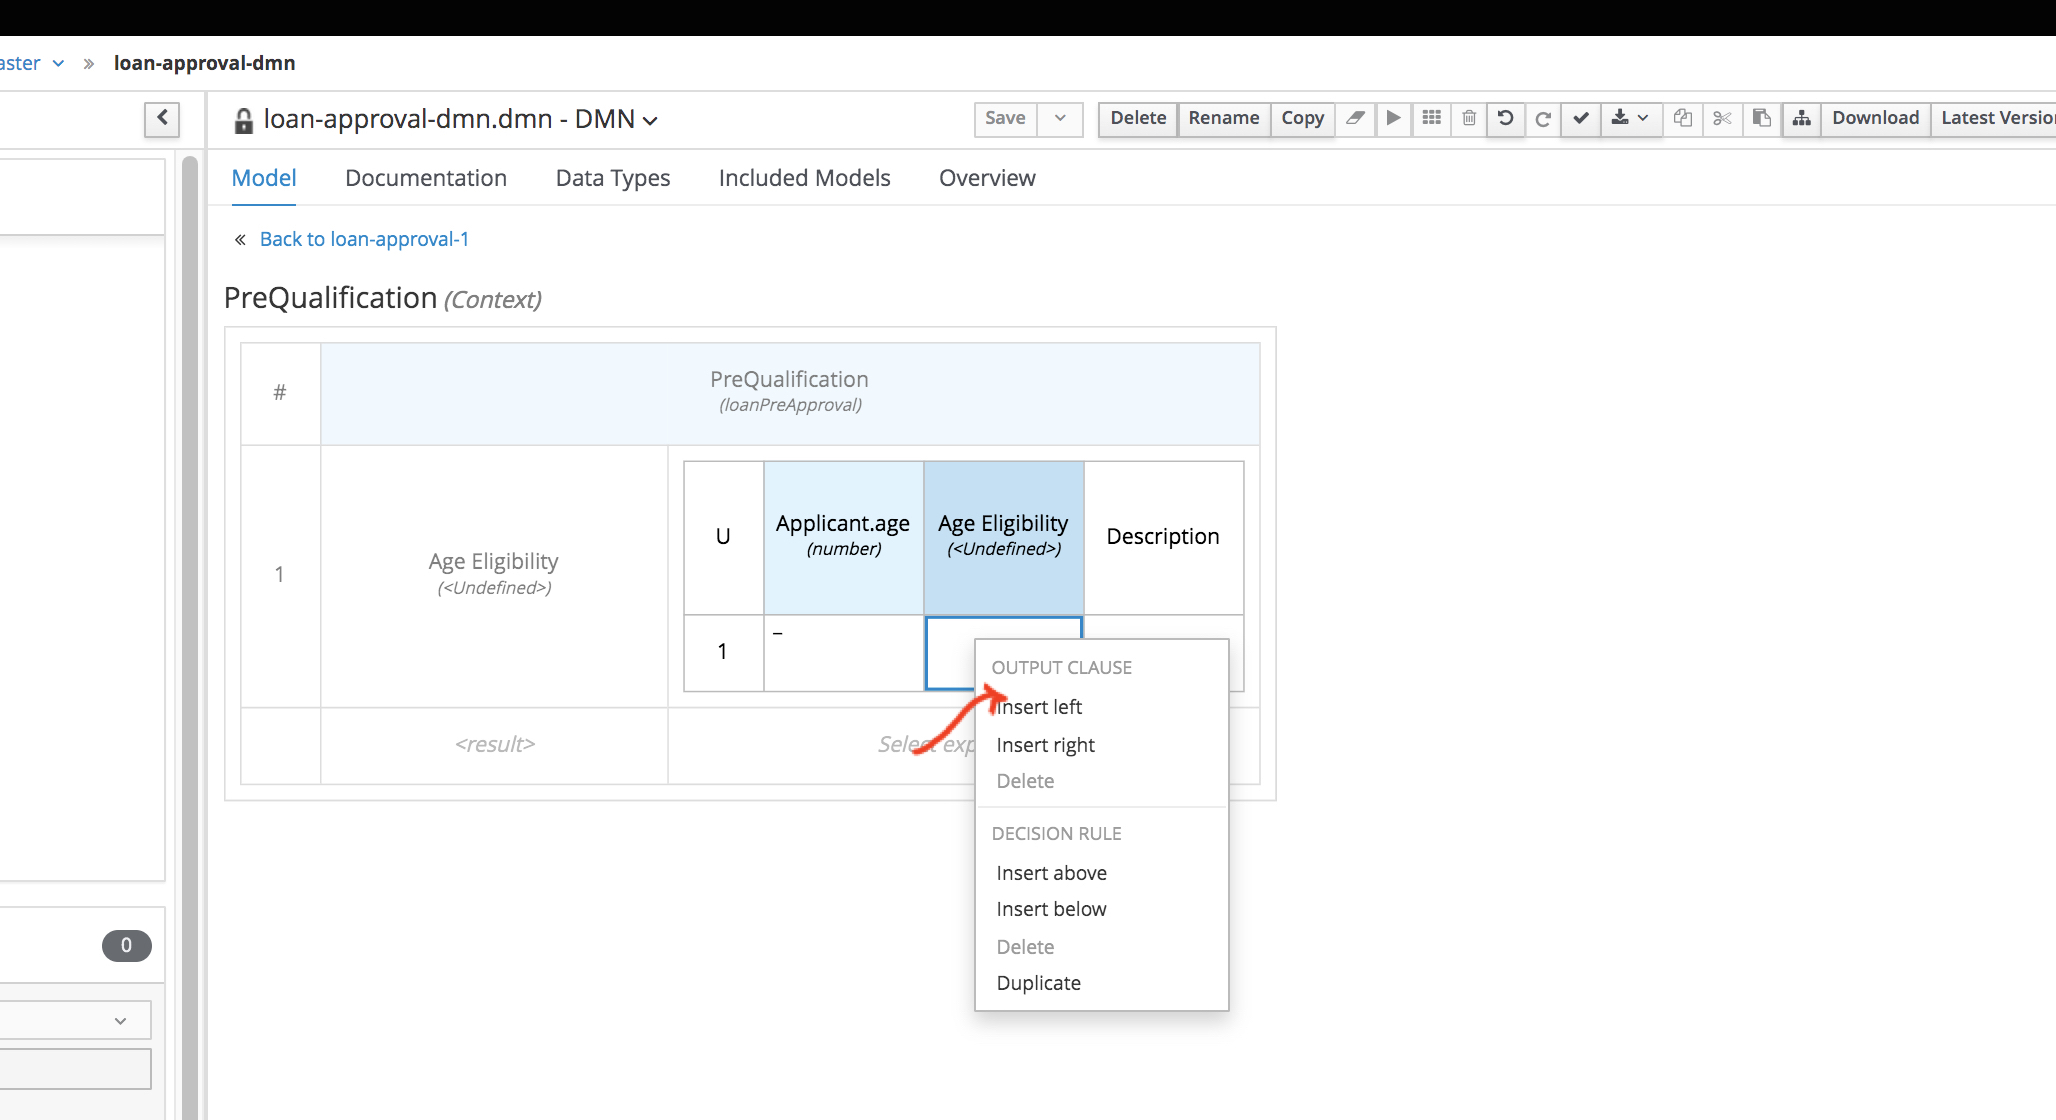 aster » loan-approval-dmn
loan-approval-dmn.dmn - DMN
Save Delete Rename Copy Download Latest Version
Model Documentation Data Types Included Models Overview
« Back to loan-approval-1
PreQualification (Context)
# PreQualification
(loanPreApproval)
U Applicant.age Age Eligibility Description
(number) (<Undefined>)
1 Age Eligibility
(<Undefined>)
1 –
OUTPUT CLAUSE
Insert left
<result> Select exp
Insert right
Delete
DECISION RULE
Insert above
Insert below
Delete
Duplicate
0